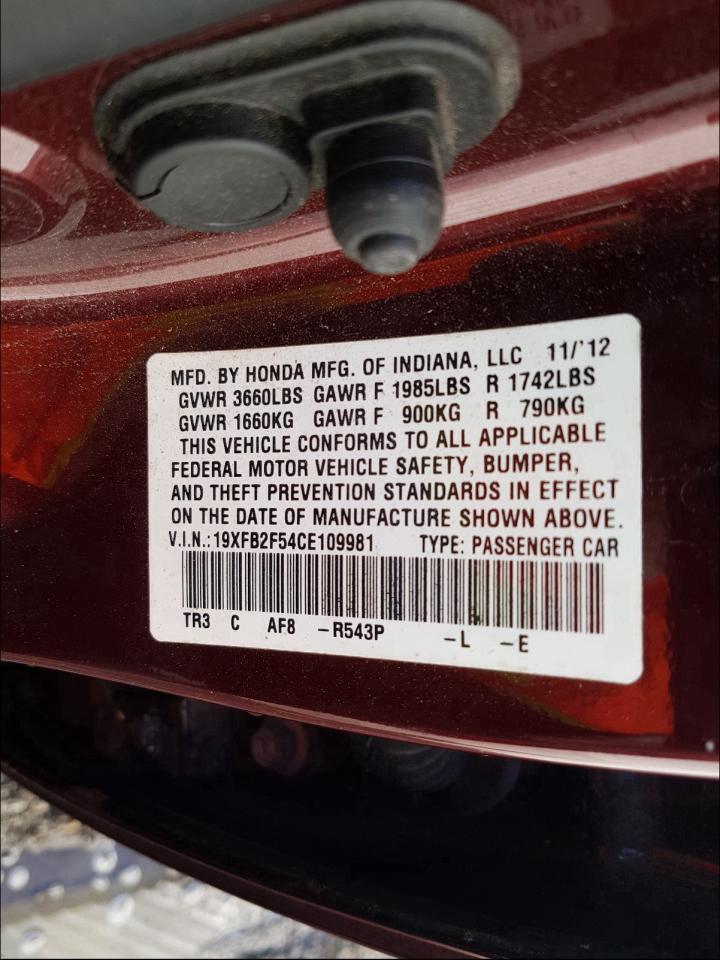 MFD. BY HONDA MFG. OF INDIANA, LLC 11/'12
GVWR 3660LBS GAWR F 1985LBS R 1742LBS
GVWR 1660KG GAWR F 900KG R 790KG
THIS VEHICLE CONFORMS TO ALL APPLICABLE
FEDERAL MOTOR VEHICLE SAFETY, BUMPER,
AND THEFT PREVENTION STANDARDS IN EFFECT
ON THE DATE OF MANUFACTURE SHOWN ABOVE.
V.I.N.:19XFB2F54CE109981 TYPE: PASSENGER CAR
TR3 C AF8 -R543P -L -E